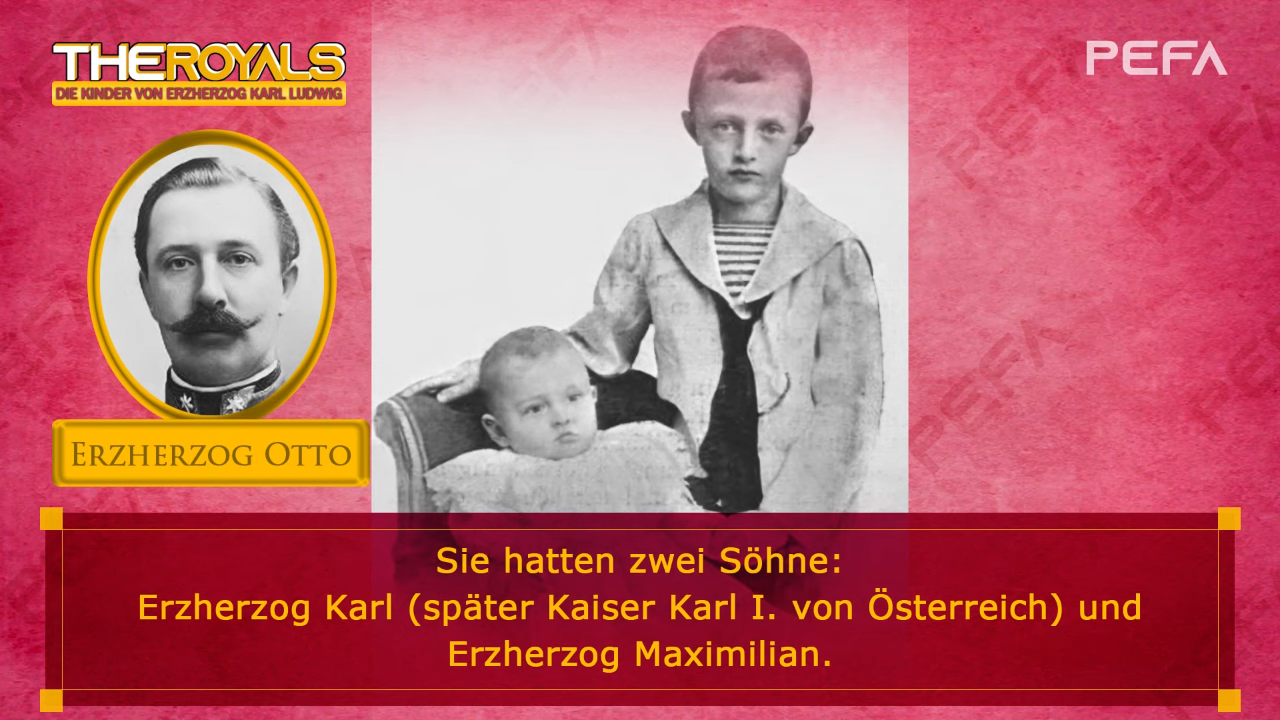 THEROYALS
DIE KINDER VON ERZHERZOG KARL LUDWIG
PEFA
ERZHERZOG OTTO
Sie hatten zwei Söhne:
Erzherzog Karl (später Kaiser Karl I. von Österreich) und
Erzherzog Maximilian.